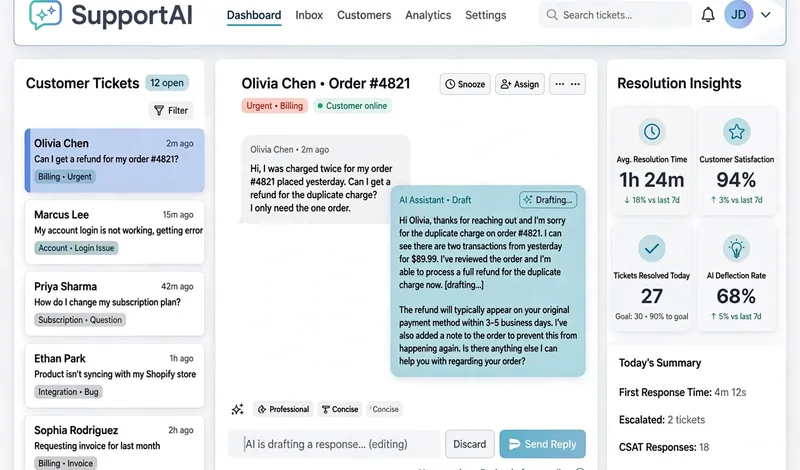 SupportAI
Dashboard
Inbox
Customers
Analytics
Settings
Search tickets...
JD
Customer Tickets
12 open
Filter
Olivia Chen
2m ago
Can I get a refund for my order #4821?
Billing • Urgent
Marcus Lee
15m ago
My account login is not working, getting error
Account • Login Issue
Priya Sharma
42m ago
How do I change my subscription plan?
Subscription • Question
Ethan Park
1h ago
Product isn't syncing with my Shopify store
Integration • Bug
Sophia Rodriguez
2h ago
Requesting invoice for last month
Billing • Invoice
Olivia Chen • Order #4821
Snooze
Assign
Urgent • Billing
Customer online
Olivia Chen • 2m ago
Hi, I was charged twice for my order
#4821 placed yesterday. Can I get a
refund for the duplicate charge?
I only need the one order.
AI Assistant • Draft
Drafting...
Hi Olivia, thanks for reaching out and I'm sorry
for the duplicate charge on order #4821. I can
see there are two transactions from yesterday
for $89.99. I've reviewed the order and I'm
able to process a full refund for the duplicate
charge now. [drafting...]
The refund will typically appear on your original
payment method within 3–5 business days. I've
also added a note to the order to prevent this from
happening again. Is there anything else I can
help you with regarding your order?
Professional
Concise
Concise
AI is drafting a response... (editing)
Discard
Send Reply
Resolution Insights
Avg. Resolution Time
1h 24m
↓ 18% vs last 7d
Customer Satisfaction
94%
↑ 3% vs last 7d
Tickets Resolved Today
27
Goal: 30 • 90% to goal
AI Deflection Rate
68%
↑ 5% vs last 7d
Today's Summary
First Response Time: 4m 12s
Escalated: 2 tickets
CSAT Responses: 18